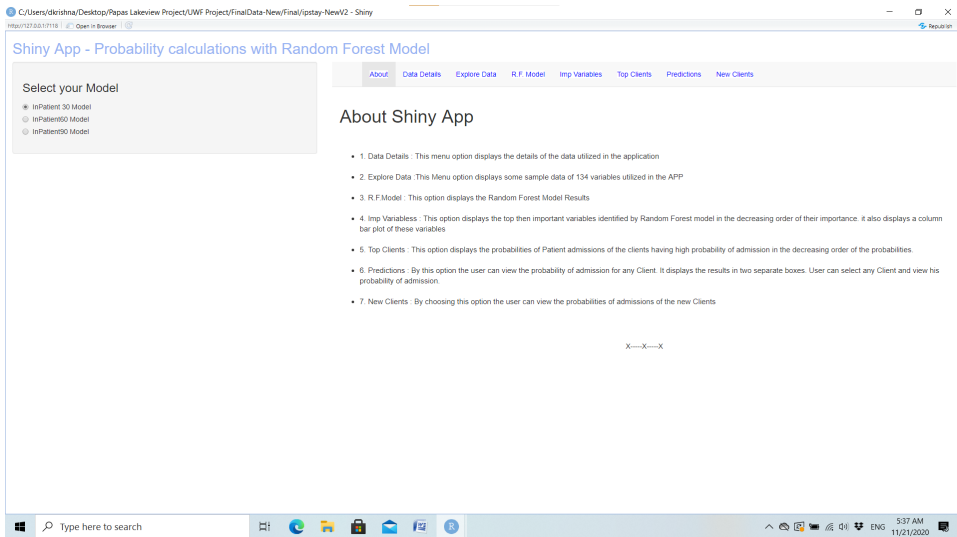 C:/Users/dkrishna/Desktop/Papas Lakeview Project/UWF Project/FinalData-New/Final/ipstay-NewV2 - Shiny
http://127.0.0.1:7118 Open in Browser
Republish
Shiny App - Probability calculations with Random Forest Model
Select your Model
InPatient 30 Model
InPatient60 Model
InPatient90 Model
About Data Details Explore Data R.F. Model Imp Variables Top Clients Predictions New Clients
About Shiny App
• 1. Data Details : This menu option displays the details of the data utilized in the application
• 2. Explore Data :This Menu option displays some sample data of 134 variables utilized in the APP
• 3. R.F.Model : This option displays the Random Forest Model Results
• 4. Imp Variabless : This option displays the top then important variables identified by Random Forest model in the decreasing order of their importance. it also displays a column
bar plot of these variables
• 5. Top Clients : This option displays the probabilities of Patient admissions of the clients having high probability of admission in the decreasing order of the probabilities.
• 6. Predictions : By this option the user can view the probability of admission for any Client. It displays the results in two separate boxes. User can select any Client and view his
probability of admission.
• 7. New Clients : By choosing this option the user can view the probabilities of admissions of the new Clients
X-----X-----X
Type here to search
R
ENG
5:37 AM
11/21/2020